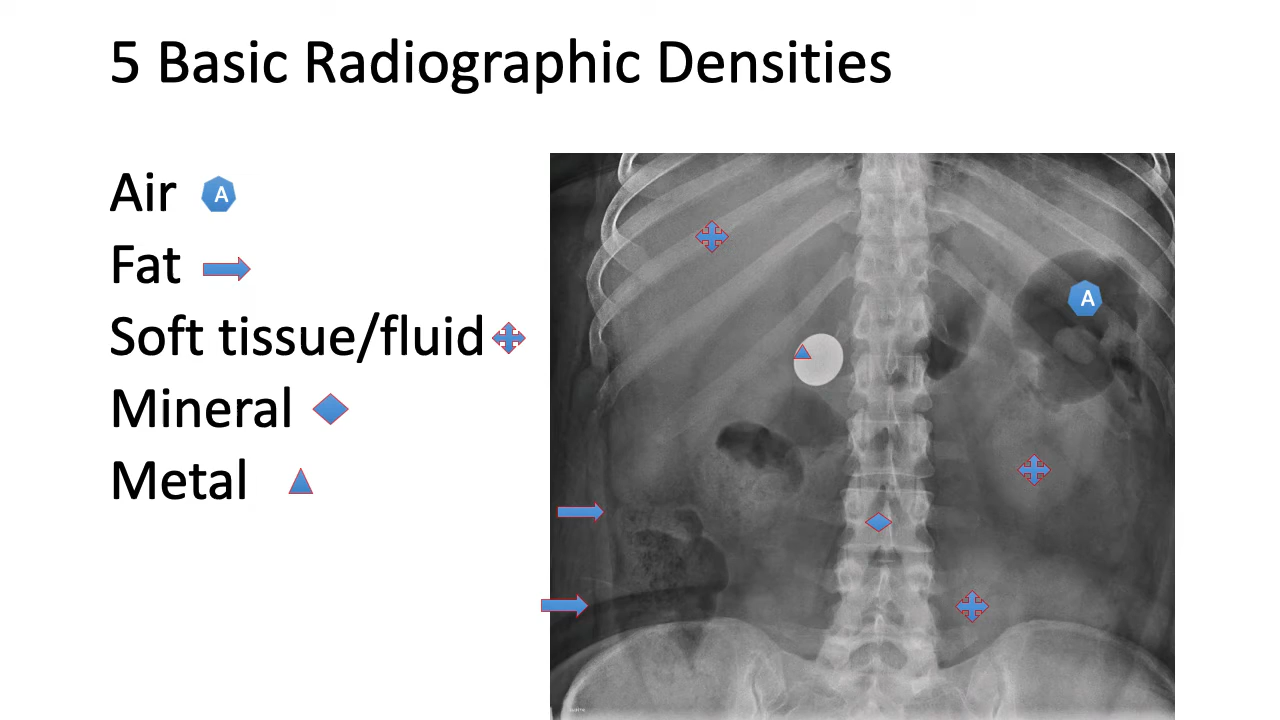 5 Basic Radiographic Densities
Air A
Fat
Soft tissue/fluid
Mineral
Metal
A